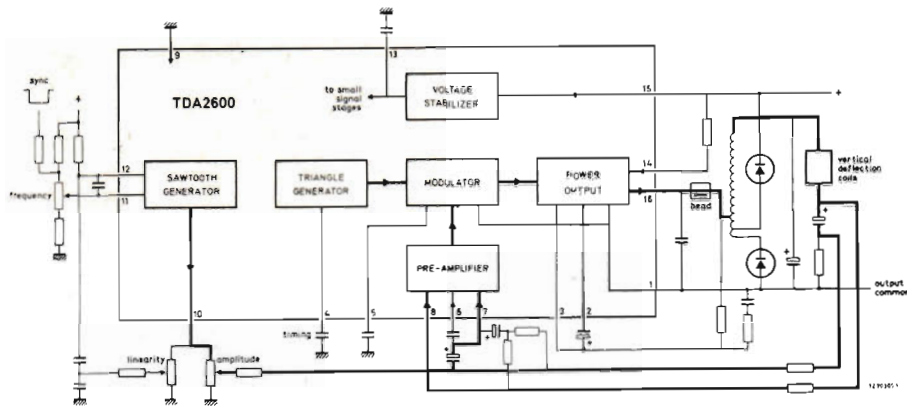 9
13
sync
+
TDA2600
to small
signal
stages
VOLTAGE
STABILIZER
15
+
12
11
frequency
SAWTOOTH
GENERATOR
TRIANGLE
GENERATOR
MODULATOR
POWER
OUTPUT
14
16
bead
vertical
deflection
coils
+
+
PRE-AMPLIFIER
1
output
common
10
4
5
8
6
7
3
2
timing
+
+
+
linearity
amplitude